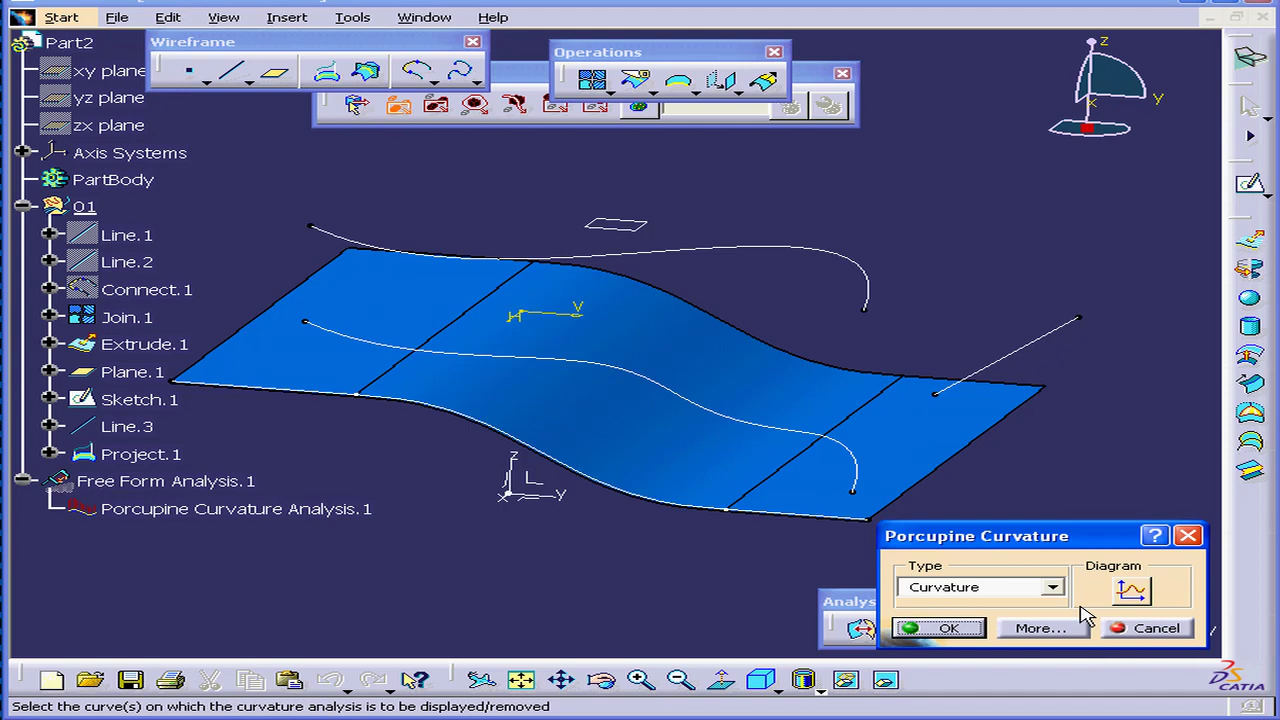 Start File Edit View Insert Tools Window Help
Part2
Wireframe
Operations
xy plane
yz plane
zx plane
Axis Systems
PartBody
01
Line.1
Line.2
Connect.1
Join.1
Extrude.1
Plane.1
Sketch.1
Line.3
Project.1
Free Form Analysis.1
Porcupine Curvature Analysis.1
z
x
y
H
V
z
x
y
Porcupine Curvature
Type
Diagram
Curvature
OK
More...
Cancel
Analys
CATIA
Select the curve(s) on which the curvature analysis is to be displayed/removed